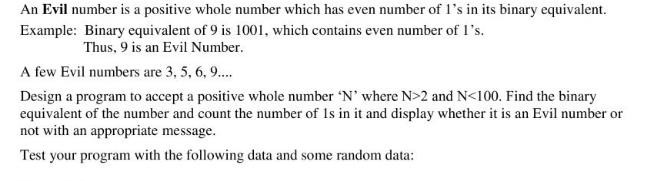 An Evil number is a positive whole number which has even number of 1's in its binary equivalent.
Example: Binary equivalent of 9 is 1001, which contains even number of 1's.
Thus, 9 is an Evil Number.
A few Evil numbers are 3, 5, 6, 9....
Design a program to accept a positive whole number 'N' where N>2 and N<100. Find the binary
equivalent of the number and count the number of 1s in it and display whether it is an Evil number or
not with an appropriate message.
Test your program with the following data and some random data: